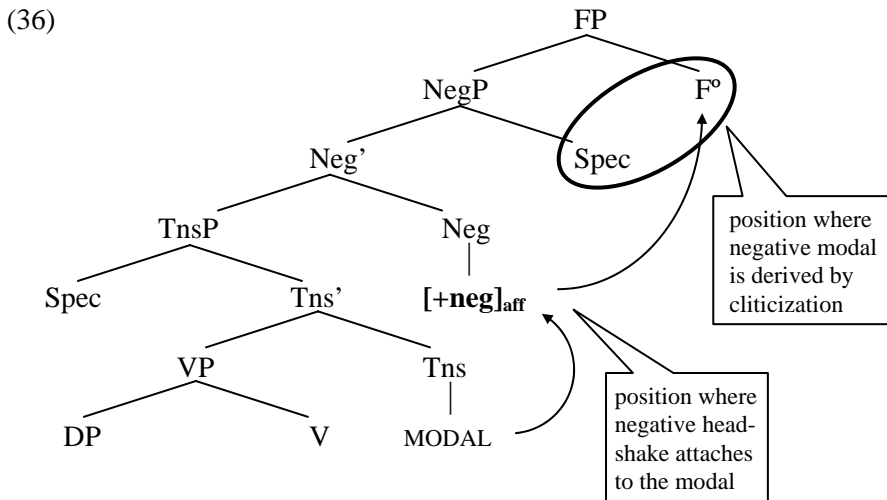 (36)
FP
NegP Fº
Neg’ Spec
TnsP Neg
Spec Tns’ [+neg]aff
VP Tns
DP V MODAL
position where
negative modal
is derived by
cliticization
position where
negative head-
shake attaches
to the modal